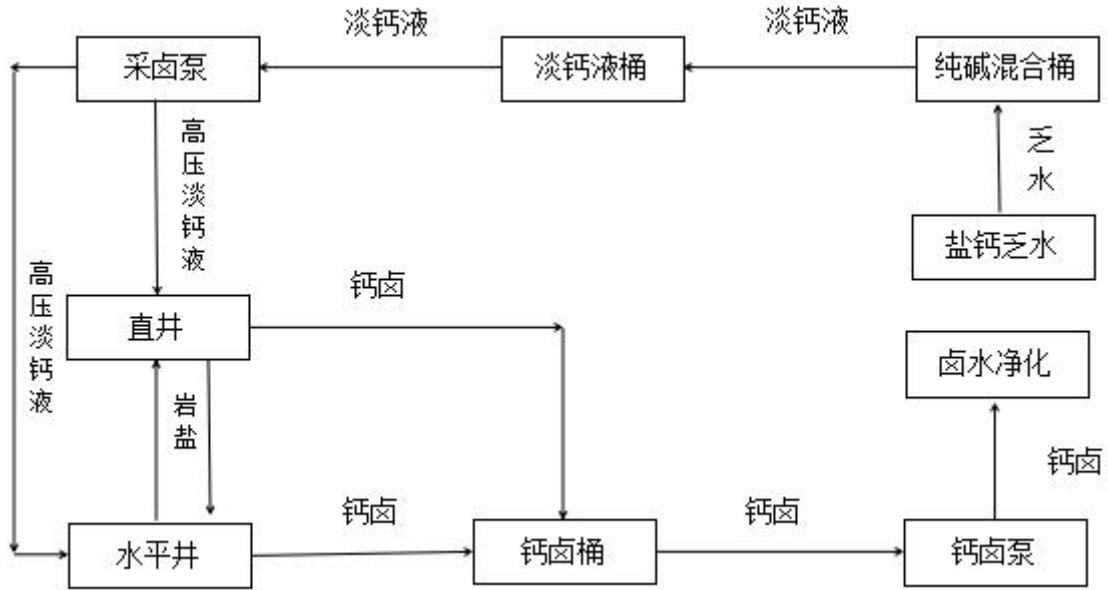 淡钙液
淡钙液
采卤泵
淡钙液桶
纯碱混合桶
高压淡钙液
乏水
盐钙乏水
高压淡钙液
钙卤
直井
卤水净化
岩盐
钙卤
钙卤
钙卤
水平井
钙卤桶
钙卤泵